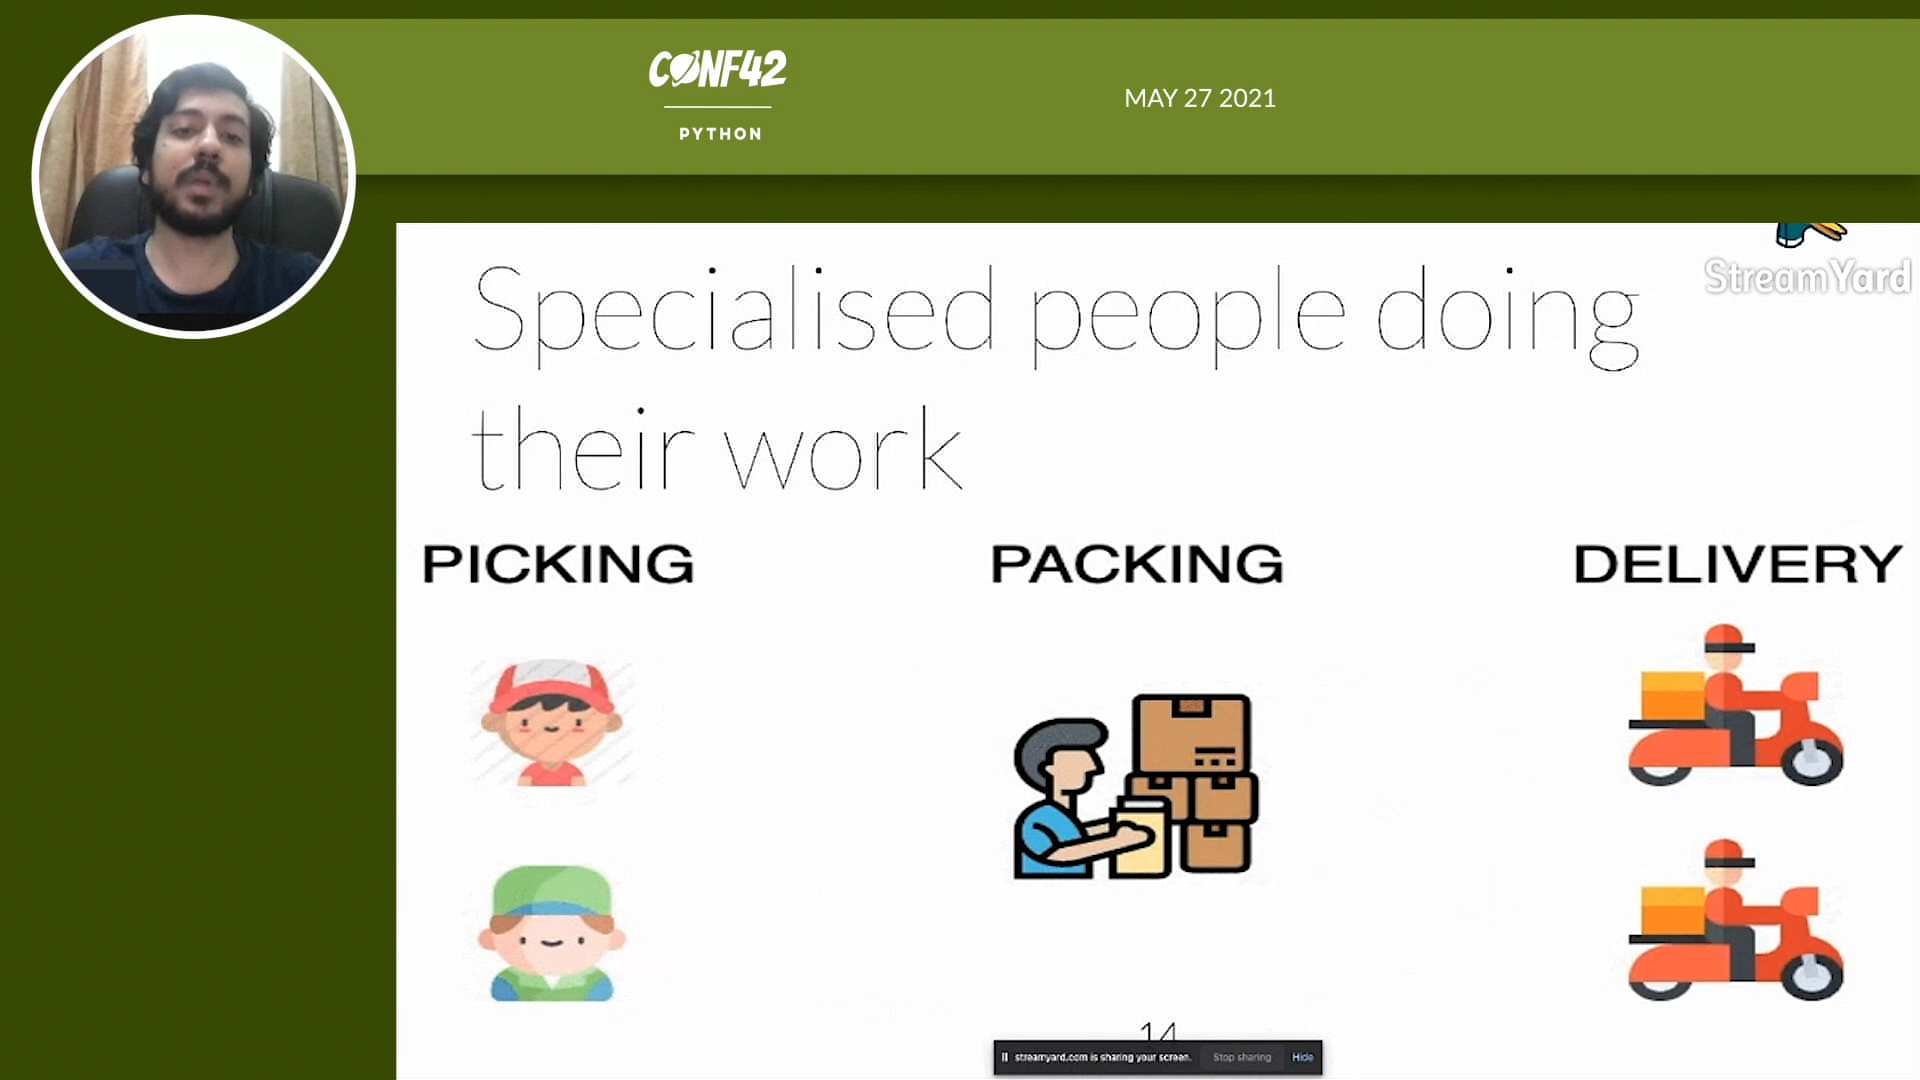 CONF42
PYTHON
MAY 27 2021
StreamYard
Specialised people doing
their work
PICKING
PACKING
DELIVERY
14
streamyard.com is sharing your screen.
Stop sharing
Hide